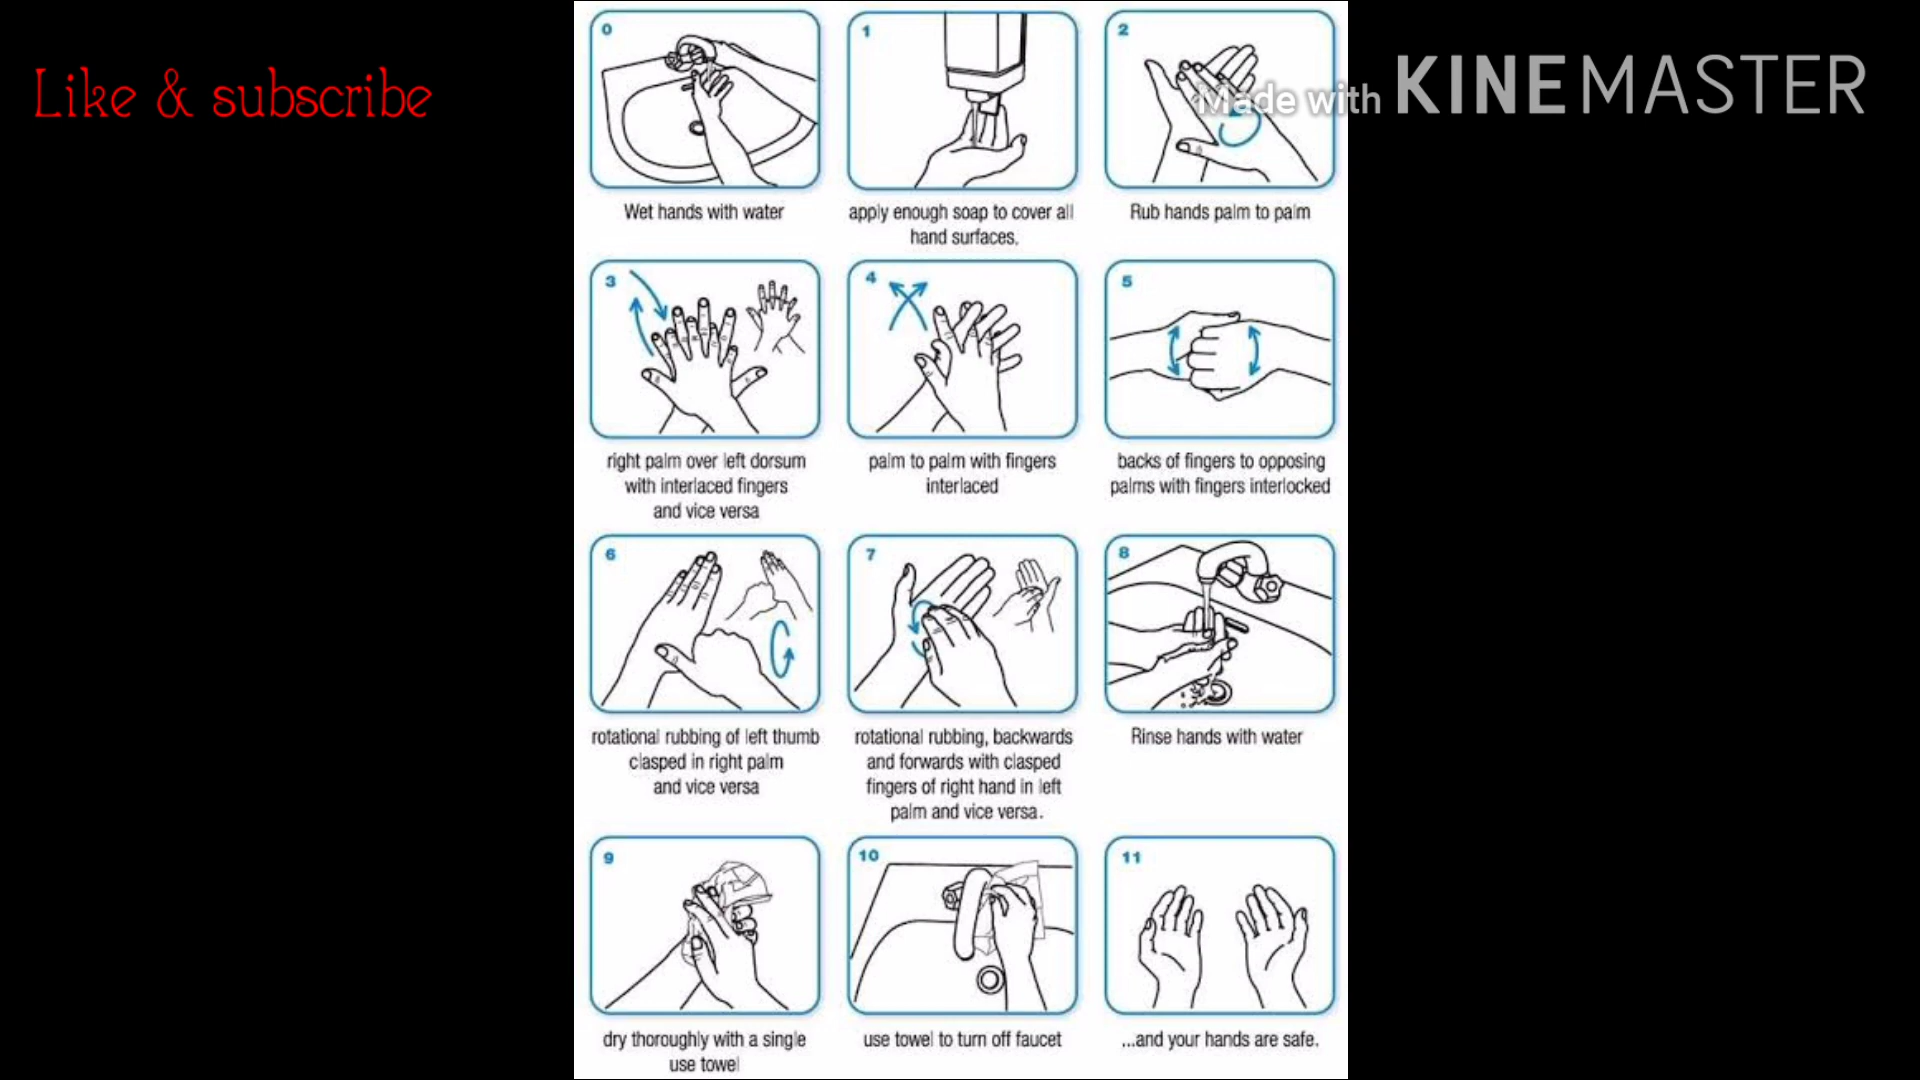 Like & subscribe
Made with KINEMASTER
0
1
2
Wet hands with water
apply enough soap to cover all
hand surfaces.
Rub hands palm to palm
3
4
5
right palm over left dorsum
with interlaced fingers
and vice versa
palm to palm with fingers
interlaced
backs of fingers to opposing
palms with fingers interlocked
6
7
8
rotational rubbing of left thumb
clasped in right palm
and vice versa
rotational rubbing, backwards
and forwards with clasped
fingers of right hand in left
palm and vice versa.
Rinse hands with water
9
10
11
dry thoroughly with a single
use towel
use towel to turn off faucet
...and your hands are safe.